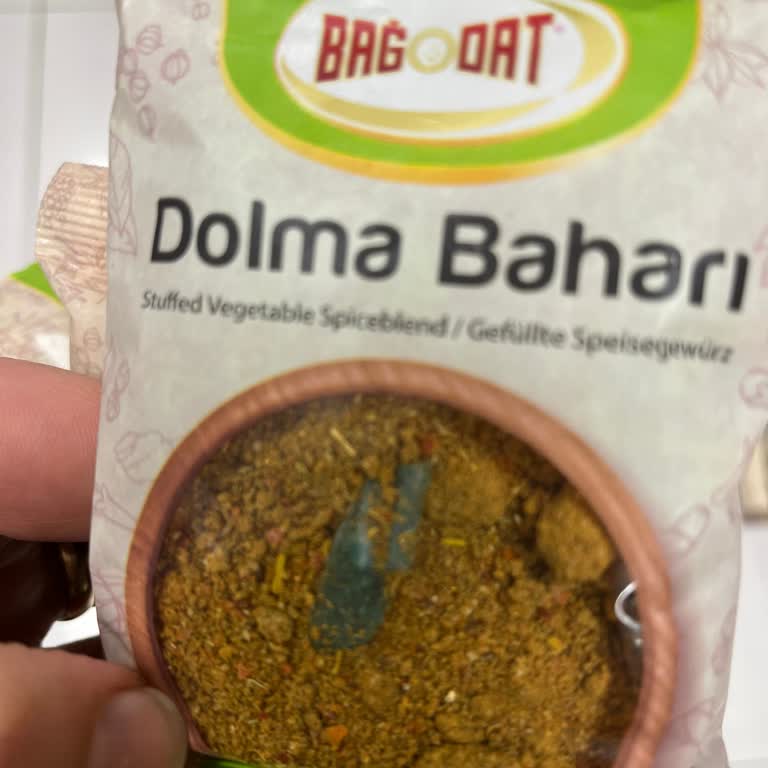 BAĞDAT
Dolma Baharı
Stuffed Vegetable Spiceblend / Gefüllte Speisegewürz